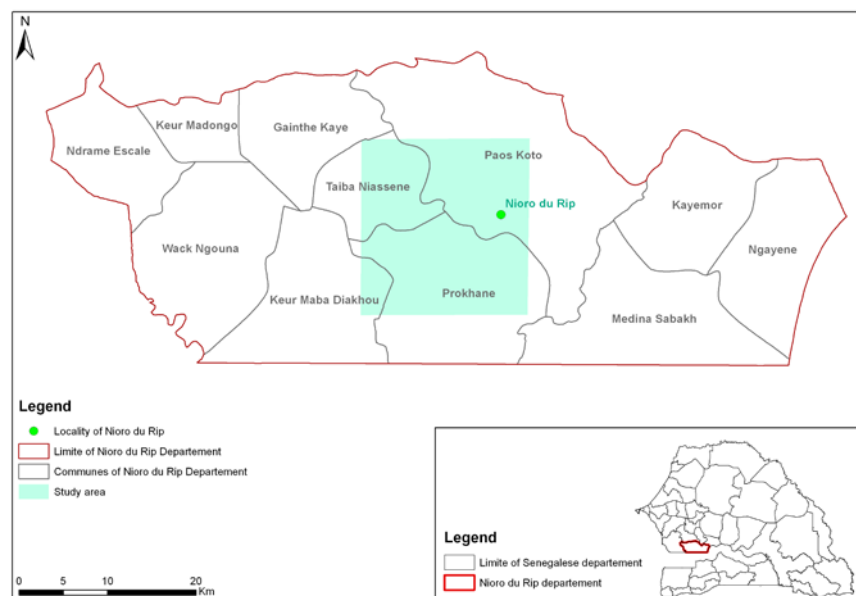 N
Keur Madongo
Gainthe Kaye
Ndrame Escale
Paos Koto
Taiba Niassene
Nioro du Rip
Kayemor
Wack Ngouna
Ngayene
Keur Maba Diakhou
Prokhane
Medina Sabakh
Legend
Locality of Nioro du Rip
Limite of Nioro du Rip Departement
Communes of Nioro du Rip Departement
Study area
0 5 10 20
Km
Legend
Limite of Senegalese departement
Nioro du Rip departement